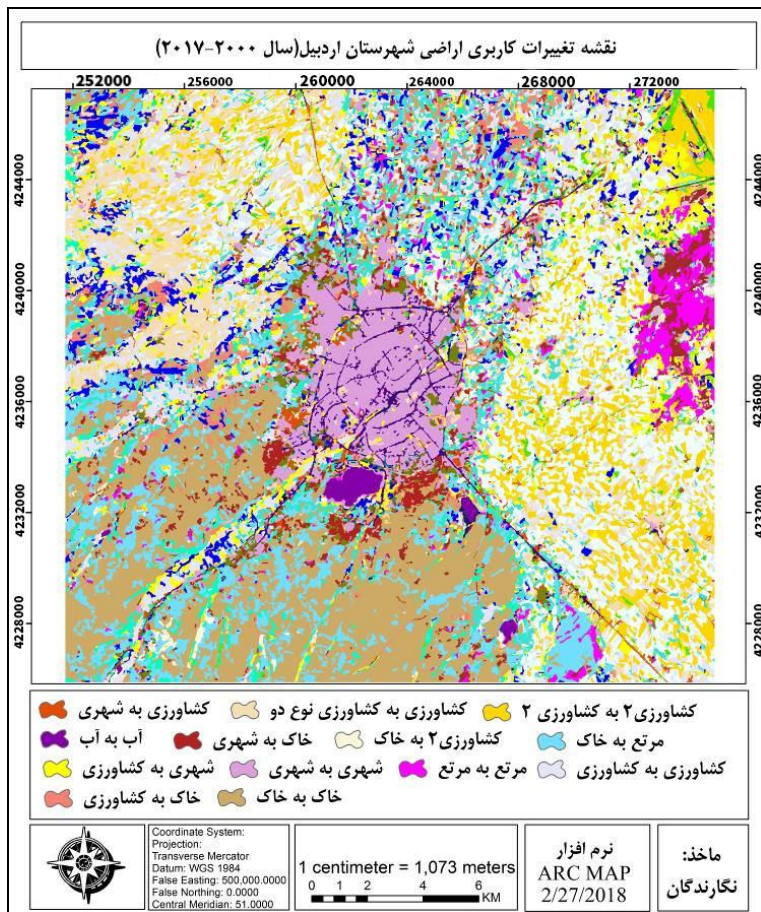 نقشه تغییرات کاربری اراضی شهرستان اردبیل(سال ۲۰۰۰-۲۰۱۷)
252000 256000 260000 264000 268000 272000
4244000
4240000
4236000
4232000
4228000
4244000
4240000
4236000
4232000
4228000
کشاورزی۲ به کشاورزی ۲ کشاورزی به کشاورزی نوع دو کشاورزی به شهری
مرتع به خاک کشاورزی۲ به خاک خاک به شهری آب به آب
کشاورزی به کشاورزی مرتع به مرتع شهری به شهری شهری به کشاورزی
خاک به خاک خاک به کشاورزی
Coordinate System:
Projection:
Transverse Mercator
Datum: WGS 1984
False Easting: 500,000.0000
False Northing: 0.0000
Central Meridian: 51.0000
1 centimeter = 1,073 meters
0 1 2 4 6
KM
نرم افزار
ARC MAP
2/27/2018
ماخذ:
نگارندگان